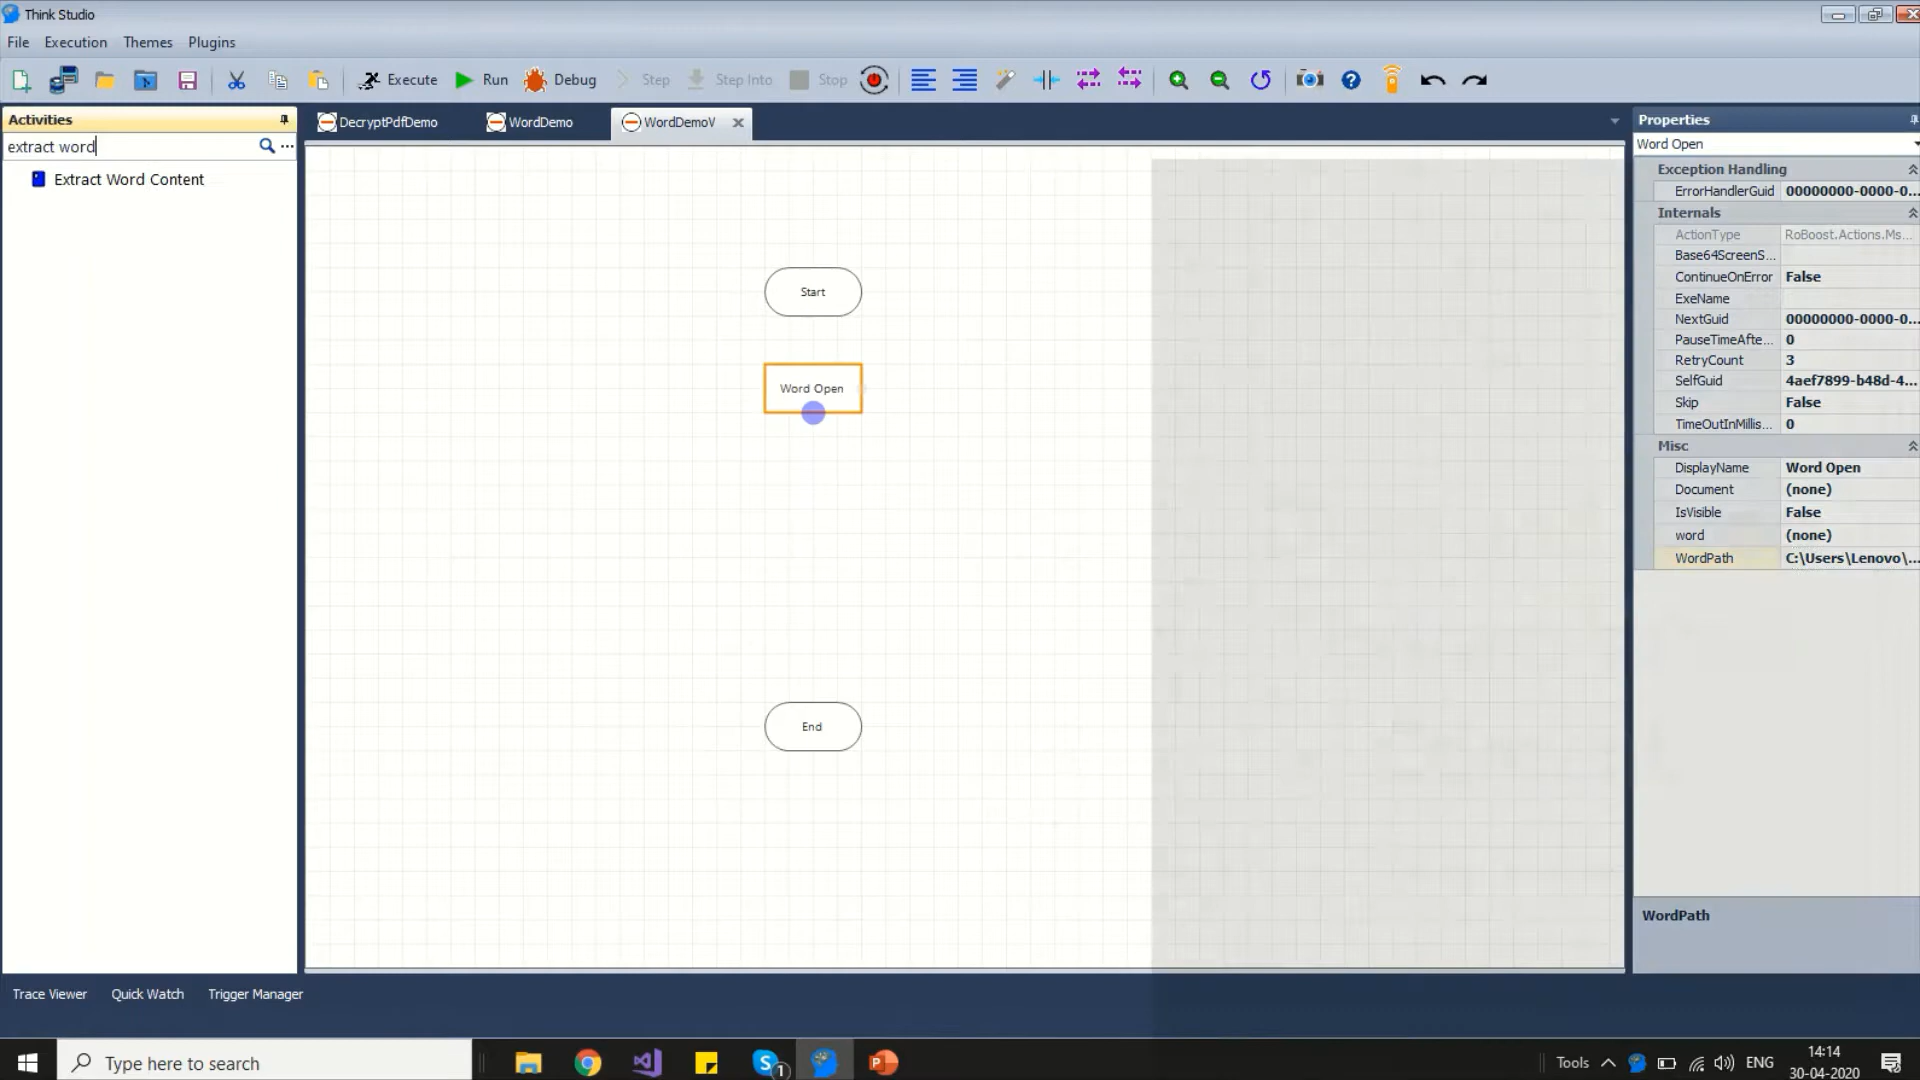 Think Studio
File Execution Themes Plugins
Execute Run Debug Step Step Into Stop
Activities
extract word
Extract Word Content
DecryptPdfDemo WordDemo WordDemoV
Start
Word Open
End
Properties
Word Open
Exception Handling
ErrorHandlerGuid 00000000-0000-0...
Internals
ActionType RoBoost.Actions.Ms...
Base64ScreenS...
ContinueOnError False
ExeName
NextGuid 00000000-0000-0...
PauseTimeAfte... 0
RetryCount 3
SelfGuid 4aef7899-b48d-4...
Skip False
TimeOutInMillis... 0
Misc
DisplayName Word Open
Document (none)
IsVisible False
word (none)
WordPath C:\Users\Lenovo\...
WordPath
Trace Viewer Quick Watch Trigger Manager
Type here to search
1
Tools ENG
14:14
30-04-2020